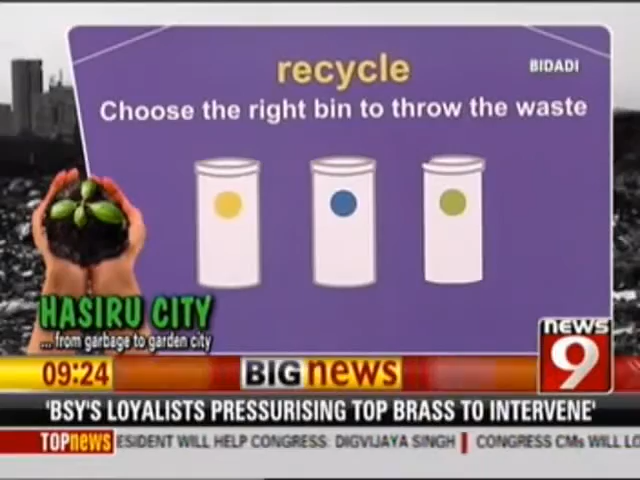 recycle
BIDADI
Choose the right bin to throw the waste
HASIRU CITY
... from garbage to garden city
news
9
09:24
BIG news
'BSY'S LOYALISTS PRESSURISING TOP BRASS TO INTERVENE'
TOPnews
ESIDENT WILL HELP CONGRESS: DIGVIJAYA SINGH
CONGRESS CMs WILL LO